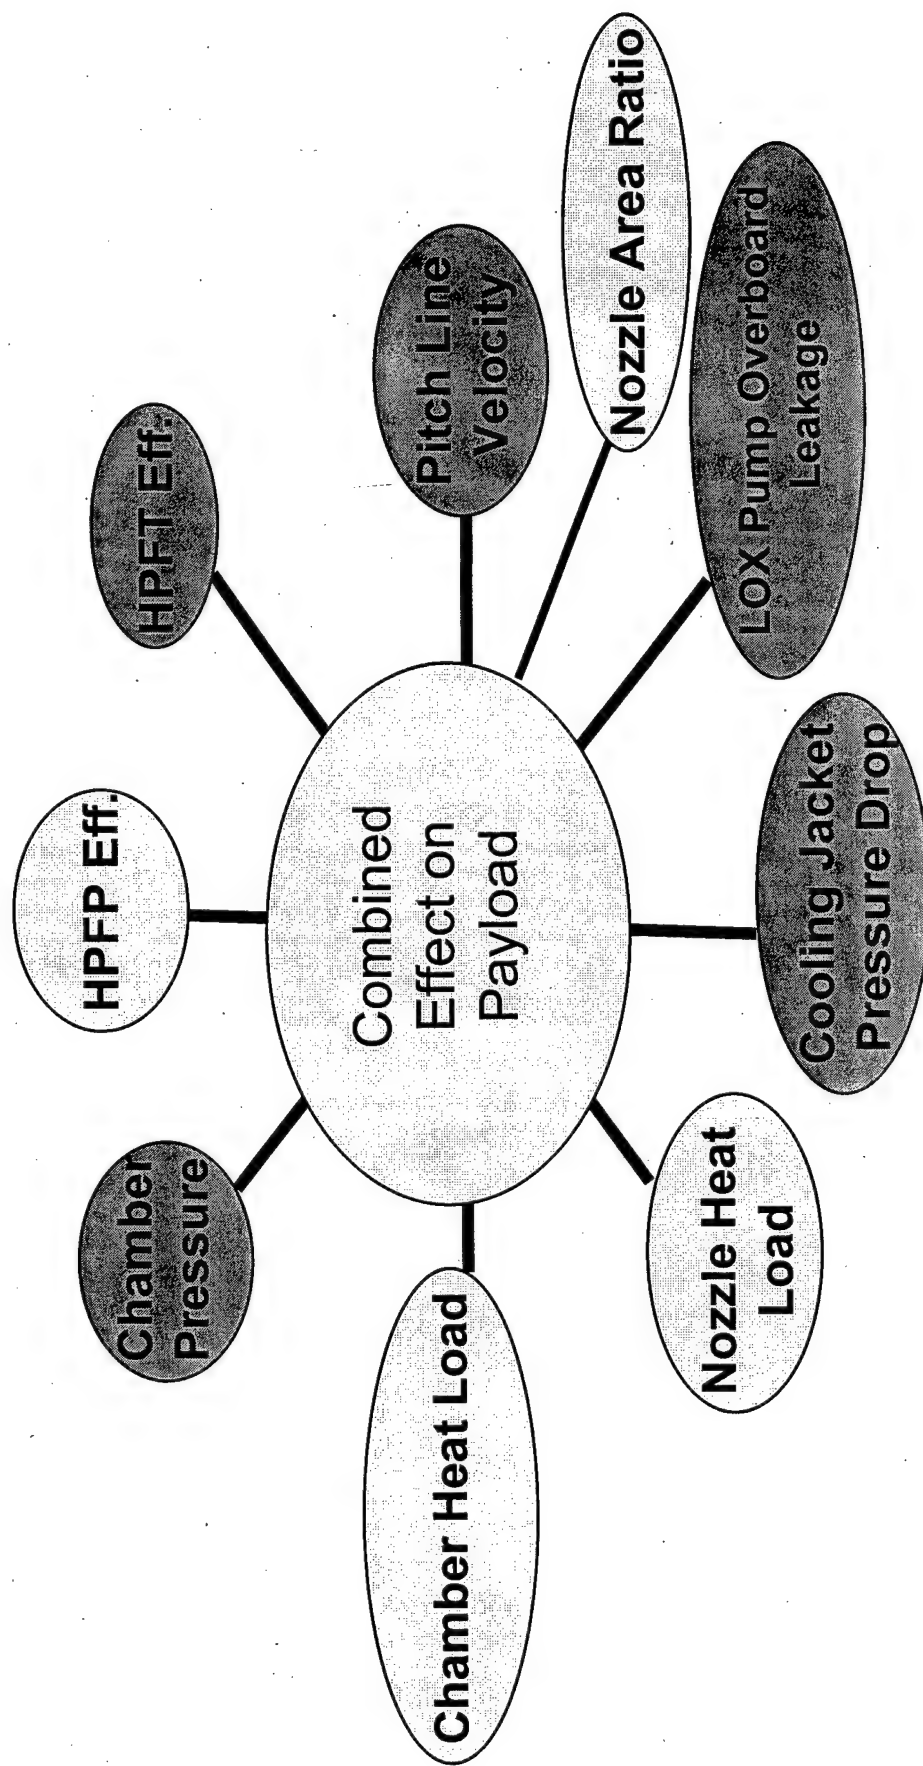 HPFP Eff.
Chamber
Pressure
HPFT Eff.
Chamber Heat Load
Combined
Effect on
Payload
Pitch Line
Velocity
Nozzle Area Ratio
Nozzle Heat
Load
LOX Pump Overboard
Leakage
Cooling Jacket
Pressure Drop